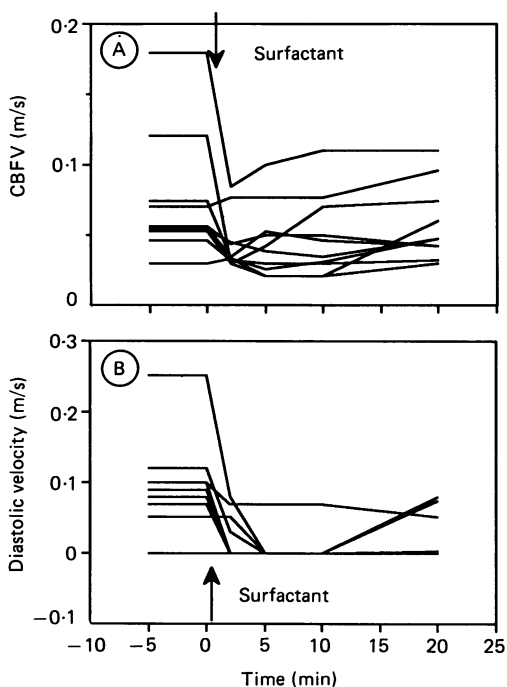 A
Surfactant
CBFV (m/s)
0·2
0·1
0
B
Surfactant
Diastolic velocity (m/s)
0·3
0·2
0·1
0
−0·1
−10 −5 0 5 10 15 20 25
Time (min)